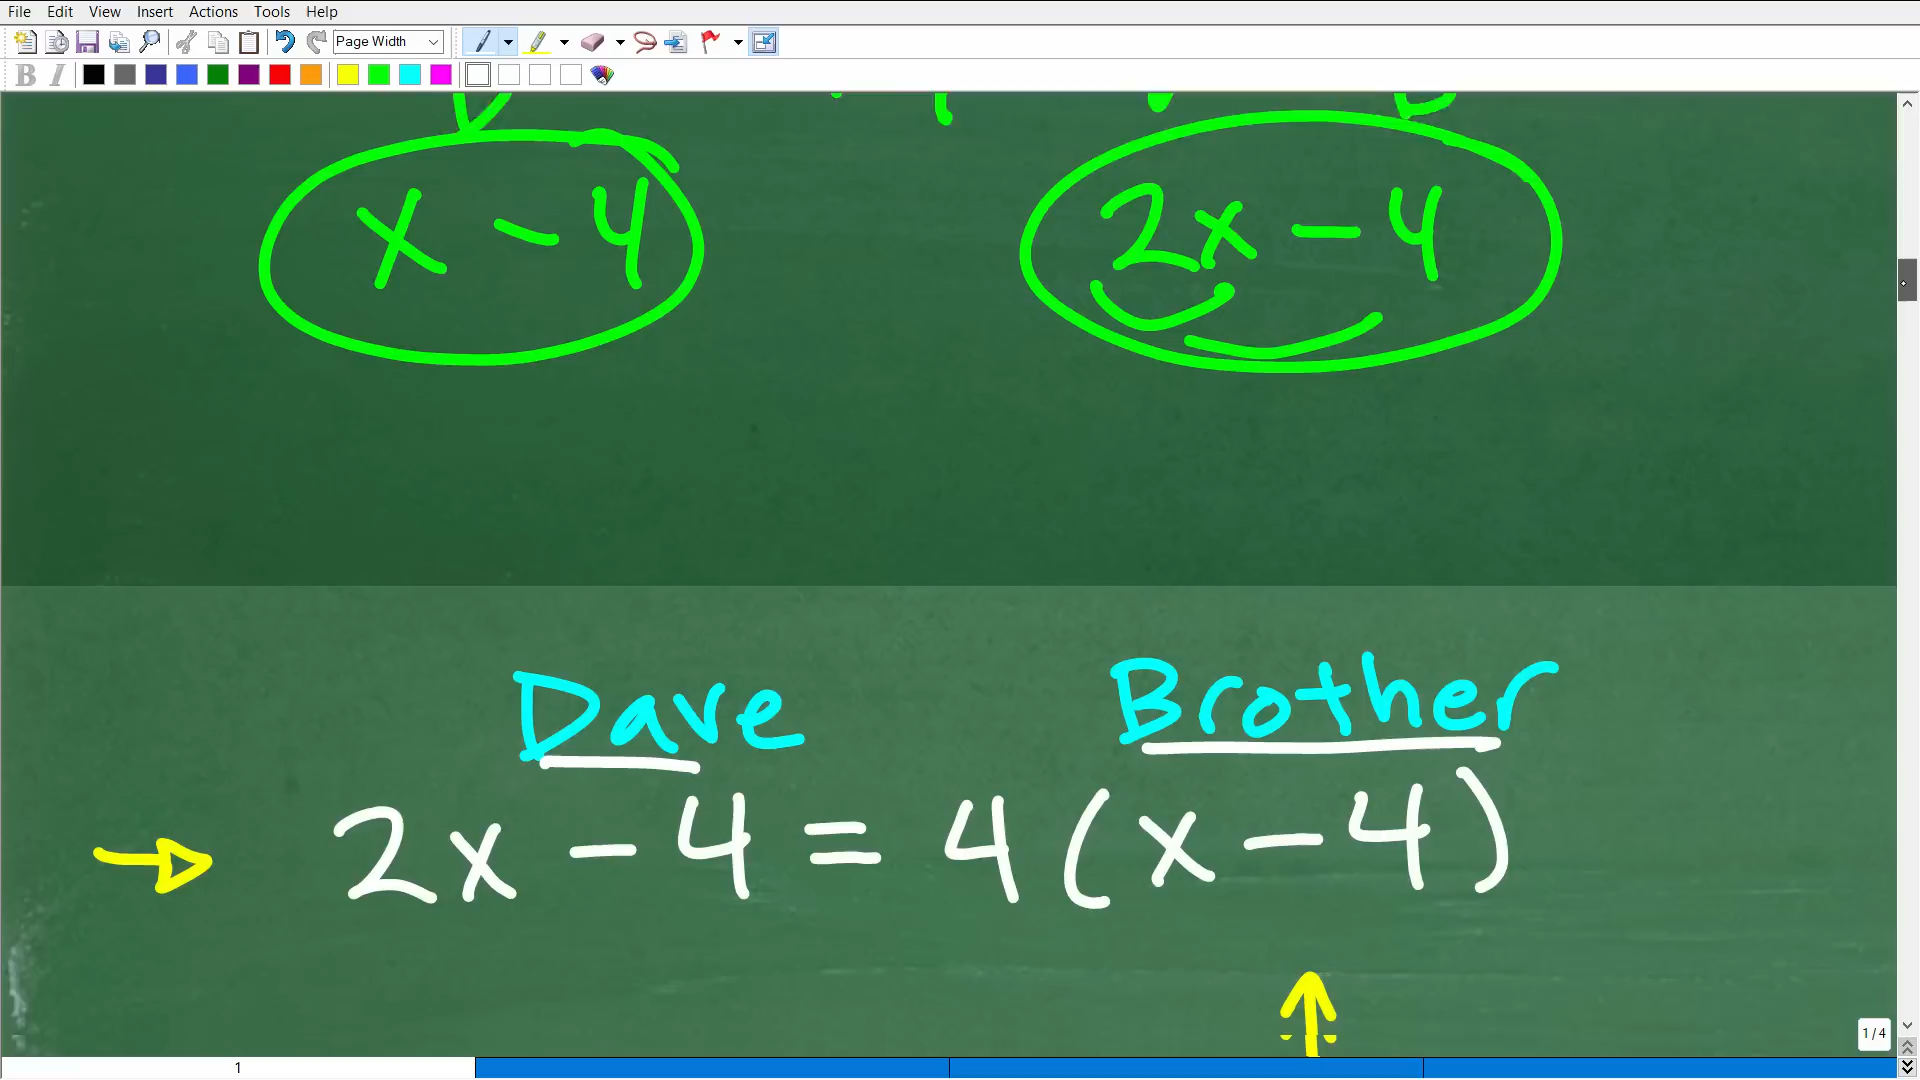 File Edit View Insert Actions Tools Help
Page Width
B I
x - 4 2x - 4
Dave Brother
2x - 4 = 4(x - 4)
1/4
1